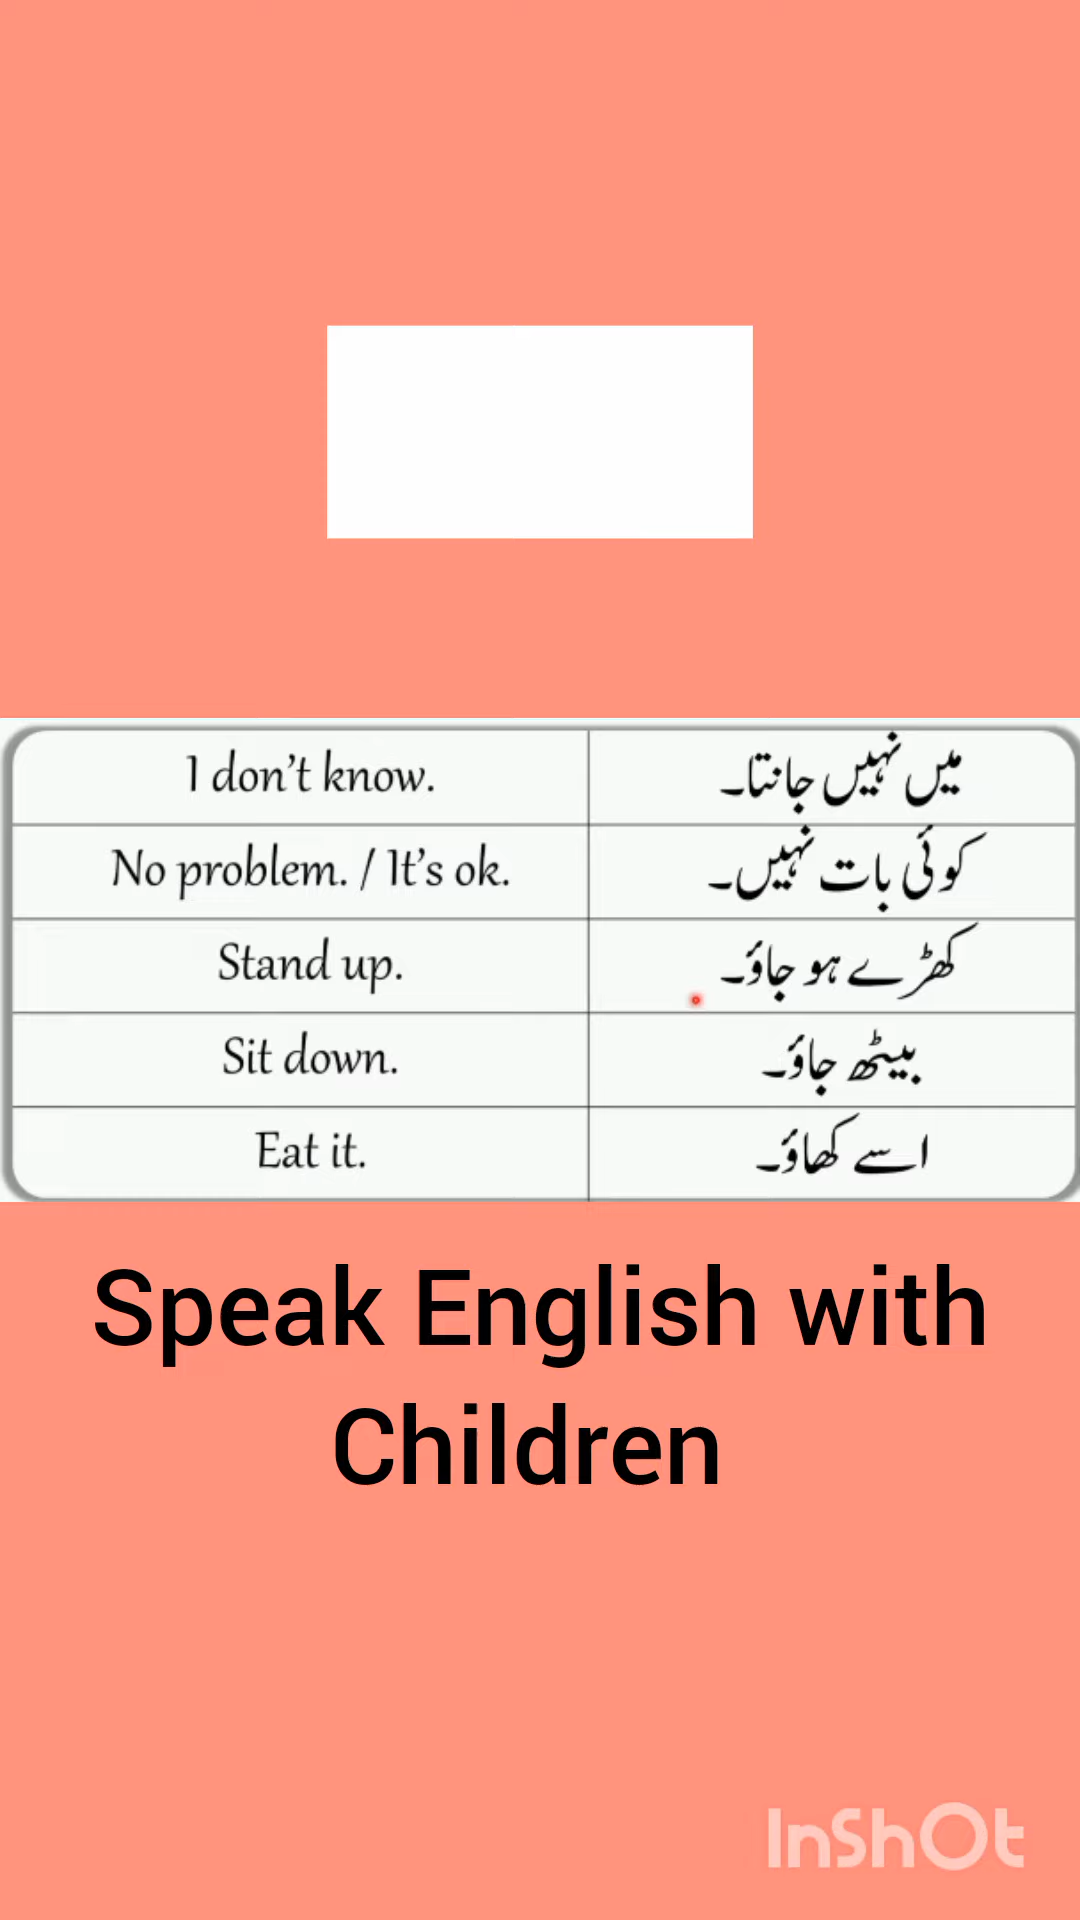 I don't know. میں نہیں جانتا۔
No problem. / It's ok. کوئی بات نہیں۔
Stand up. کھڑے ہو جاؤ۔
Sit down. بیٹھ جاؤ۔
Eat it. اسے کھاؤ۔
Speak English with
Children
InShOt